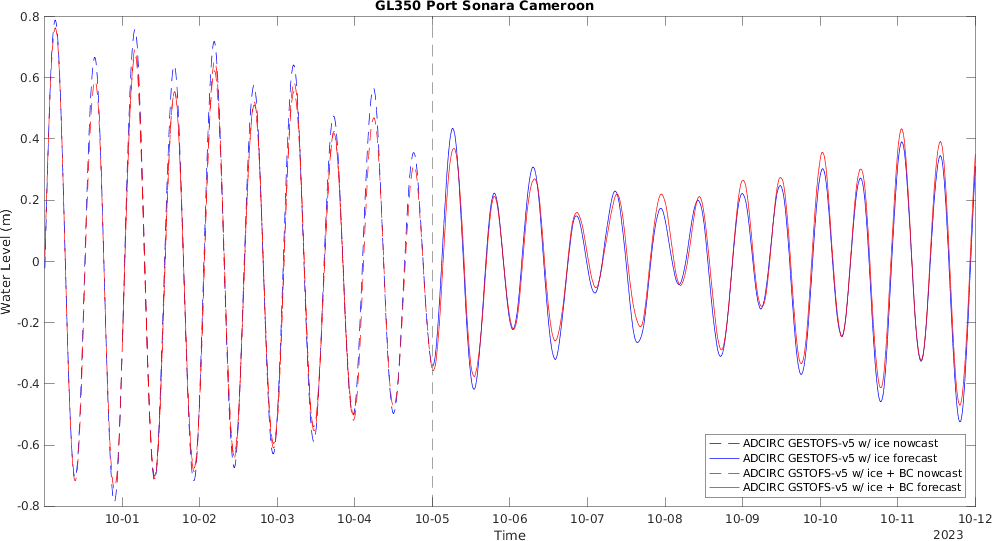 GL350 Port Sonara Cameroon
Water Level (m)
0.8
0.6
0.4
0.2
0
-0.2
-0.4
-0.6
-0.8
10-01 10-02 10-03 10-04 10-05 10-06 10-07 10-08 10-09 10-10 10-11 10-12
Time
2023
ADCIRC GESTOFS-v5 w/ ice nowcast
ADCIRC GESTOFS-v5 w/ ice forecast
ADCIRC GSTOFS-v5 w/ ice + BC nowcast
ADCIRC GSTOFS-v5 w/ ice + BC forecast